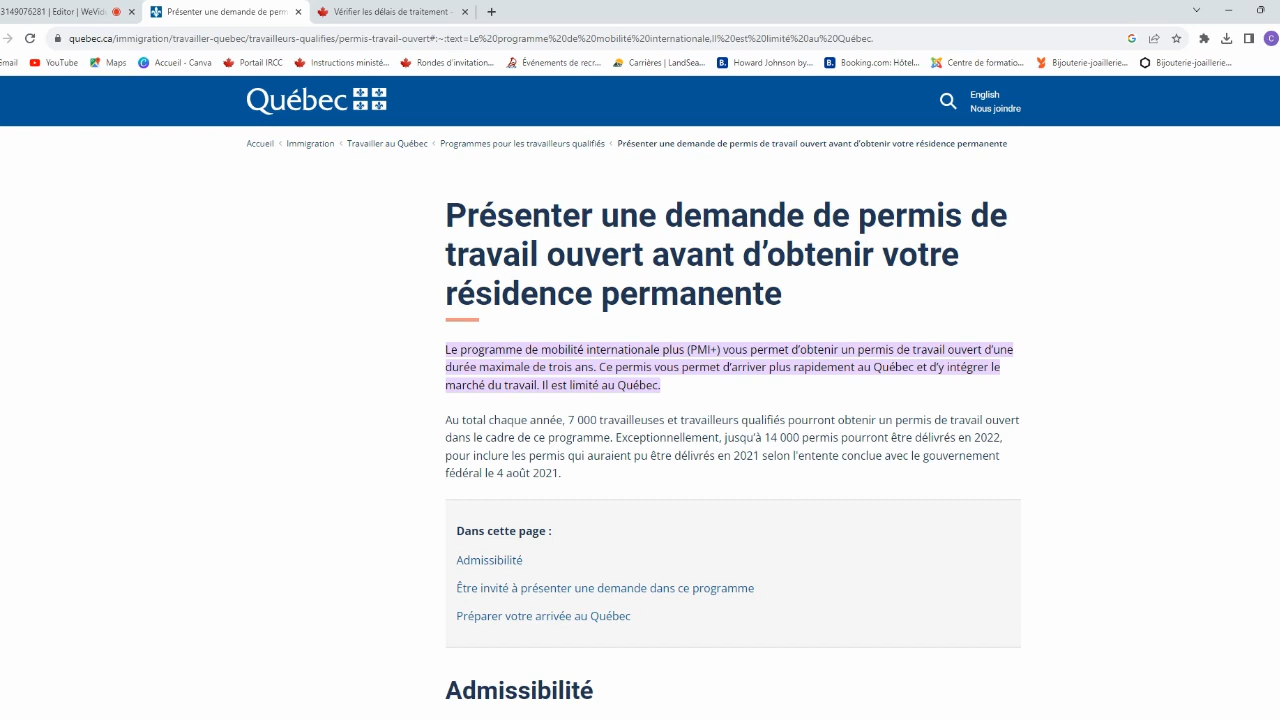 3149076281 | Editor | WeVide
Présenter une demande de perm
Vérifier les délais de traitement -
quebec.ca/immigration/travailler-quebec/travailleurs-qualifies/permis-travail-ouvert#:~:text=Le%20programme%20de%20mobilité%20internationale,Il%20est%20limité%20au%20Québec.
C
Email YouTube Maps Accueil - Canva Portail IRCC Instructions ministé... Rondes d'invitation... Événements de recr... Carrières | LandSea... Howard Johnson by... Booking.com: Hôtel... Centre de formatio... Bijouterie-joaillerie... Bijouterie-joaillerie...
Québec
English
Nous joindre
Accueil < Immigration < Travailler au Québec < Programmes pour les travailleurs qualifiés < Présenter une demande de permis de travail ouvert avant d'obtenir votre résidence permanente
Présenter une demande de permis de
travail ouvert avant d'obtenir votre
résidence permanente
Le programme de mobilité internationale plus (PMI+) vous permet d'obtenir un permis de travail ouvert d'une
durée maximale de trois ans. Ce permis vous permet d'arriver plus rapidement au Québec et d'y intégrer le
marché du travail. Il est limité au Québec.
Au total chaque année, 7 000 travailleuses et travailleurs qualifiés pourront obtenir un permis de travail ouvert
dans le cadre de ce programme. Exceptionnellement, jusqu'à 14 000 permis pourront être délivrés en 2022,
pour inclure les permis qui auraient pu être délivrés en 2021 selon l'entente conclue avec le gouvernement
fédéral le 4 août 2021.
Dans cette page :
Admissibilité
Être invité à présenter une demande dans ce programme
Préparer votre arrivée au Québec
Admissibilité